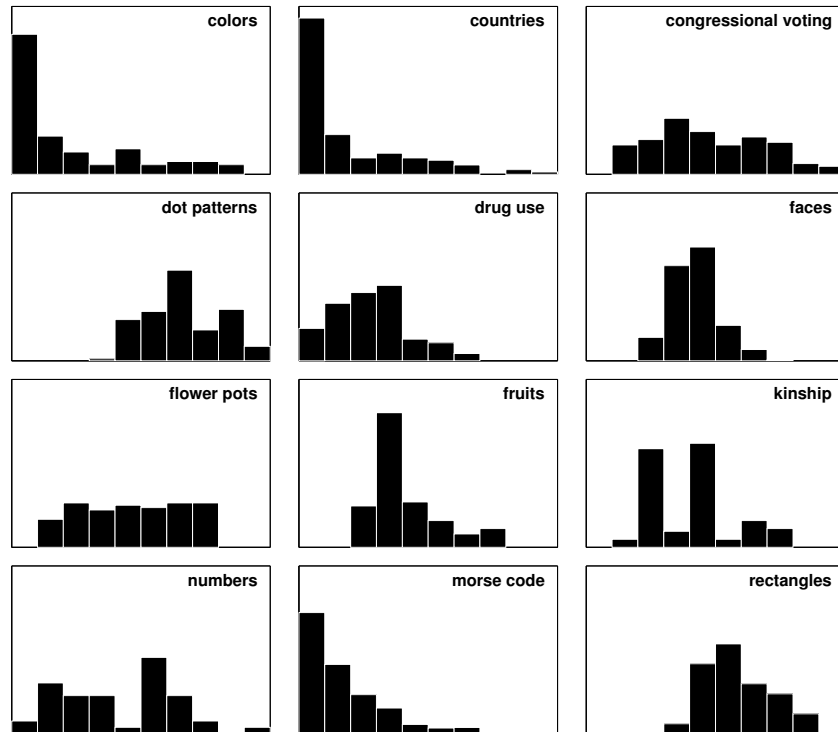 colors
countries
congressional voting
dot patterns
drug use
faces
flower pots
fruits
kinship
numbers
morse code
rectangles